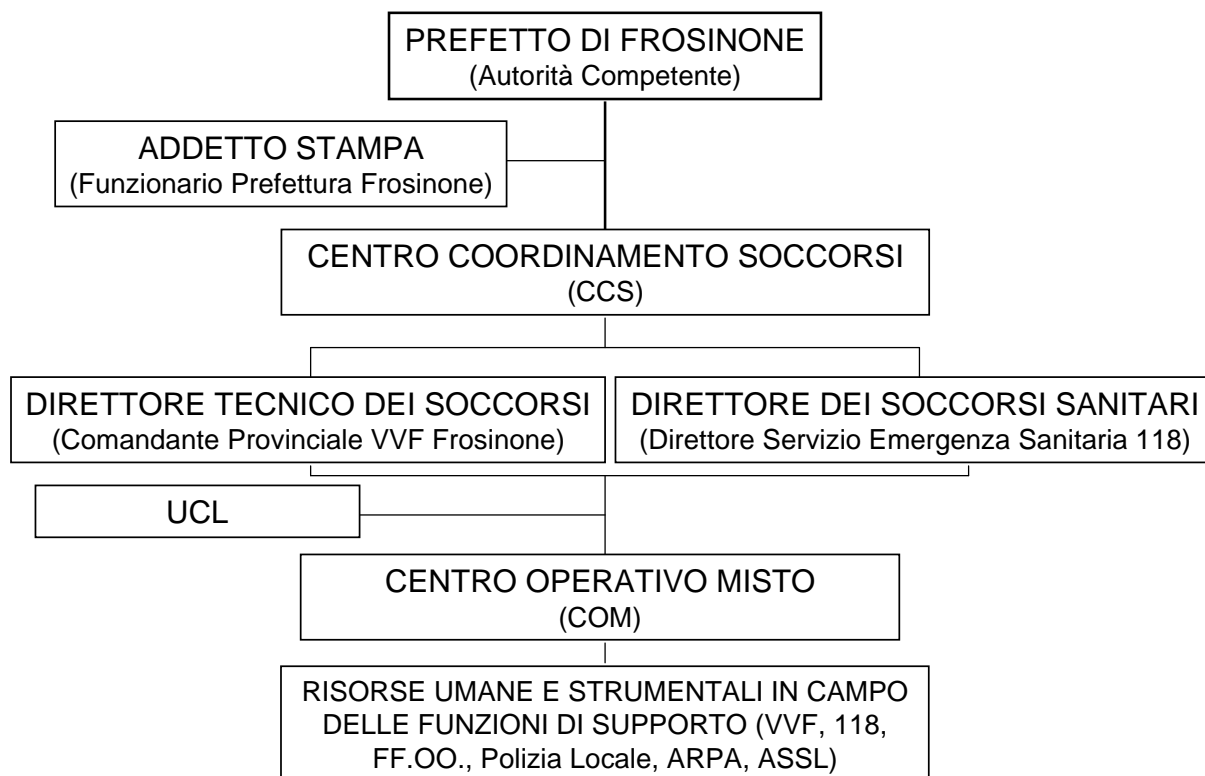 PREFETTO DI FROSINONE
(Autorità Competente)
ADDETTO STAMPA
(Funzionario Prefettura Frosinone)
CENTRO COORDINAMENTO SOCCORSI
(CCS)
DIRETTORE TECNICO DEI SOCCORSI
(Comandante Provinciale VVF Frosinone)
DIRETTORE DEI SOCCORSI SANITARI
(Direttore Servizio Emergenza Sanitaria 118)
UCL
CENTRO OPERATIVO MISTO
(COM)
RISORSE UMANE E STRUMENTALI IN CAMPO
DELLE FUNZIONI DI SUPPORTO (VVF, 118,
FF.OO., Polizia Locale, ARPA, ASSL)